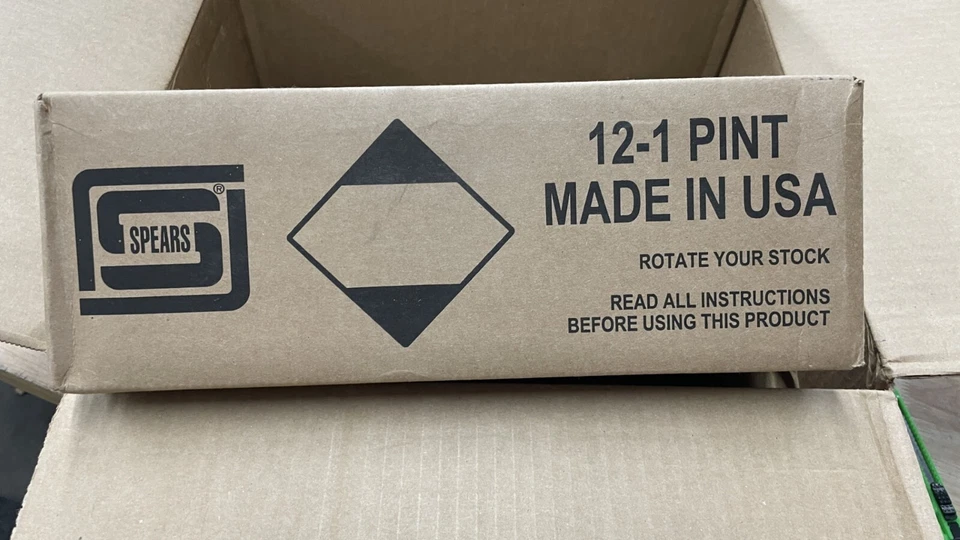 SPEARS®
12-1 PINT
MADE IN USA
ROTATE YOUR STOCK
READ ALL INSTRUCTIONS
BEFORE USING THIS PRODUCT